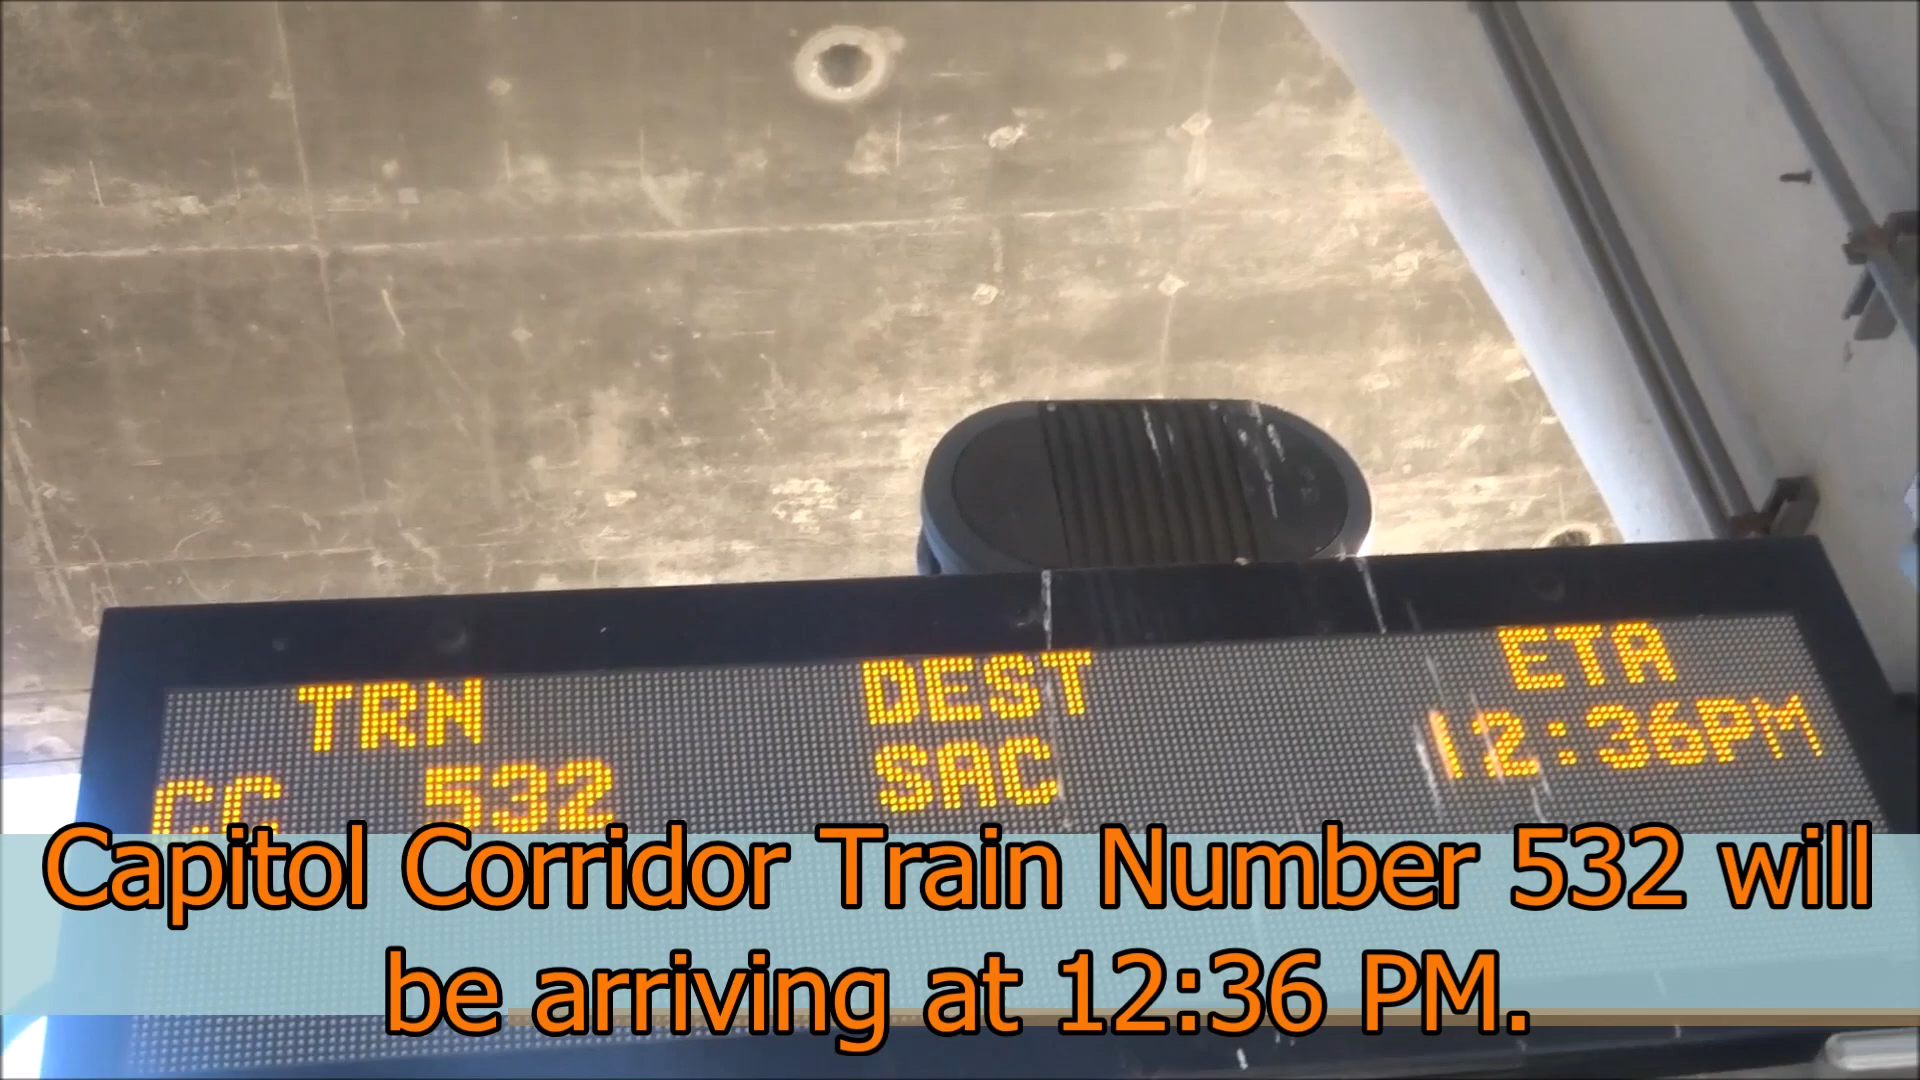 TRN DEST ETA
CC 532 SAC 12:36PM
Capitol Corridor Train Number 532 will
be arriving at 12:36 PM.